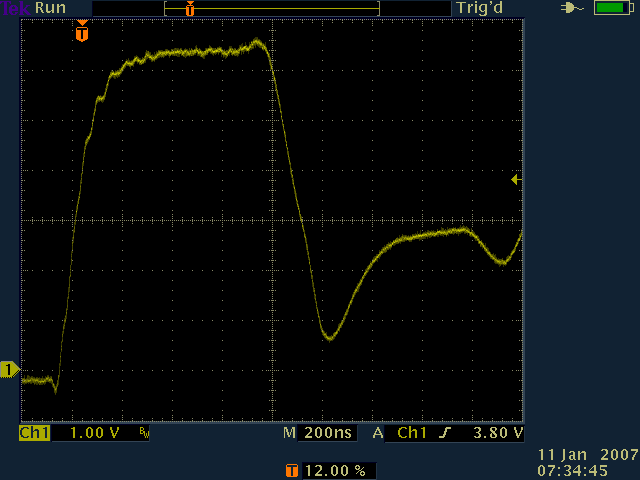 Tek Run Trig'd
T
T
1
Ch1 1.00 V BW M 200ns A Ch1 3.80 V
T 12.00 %
11 Jan 2007
07:34:45